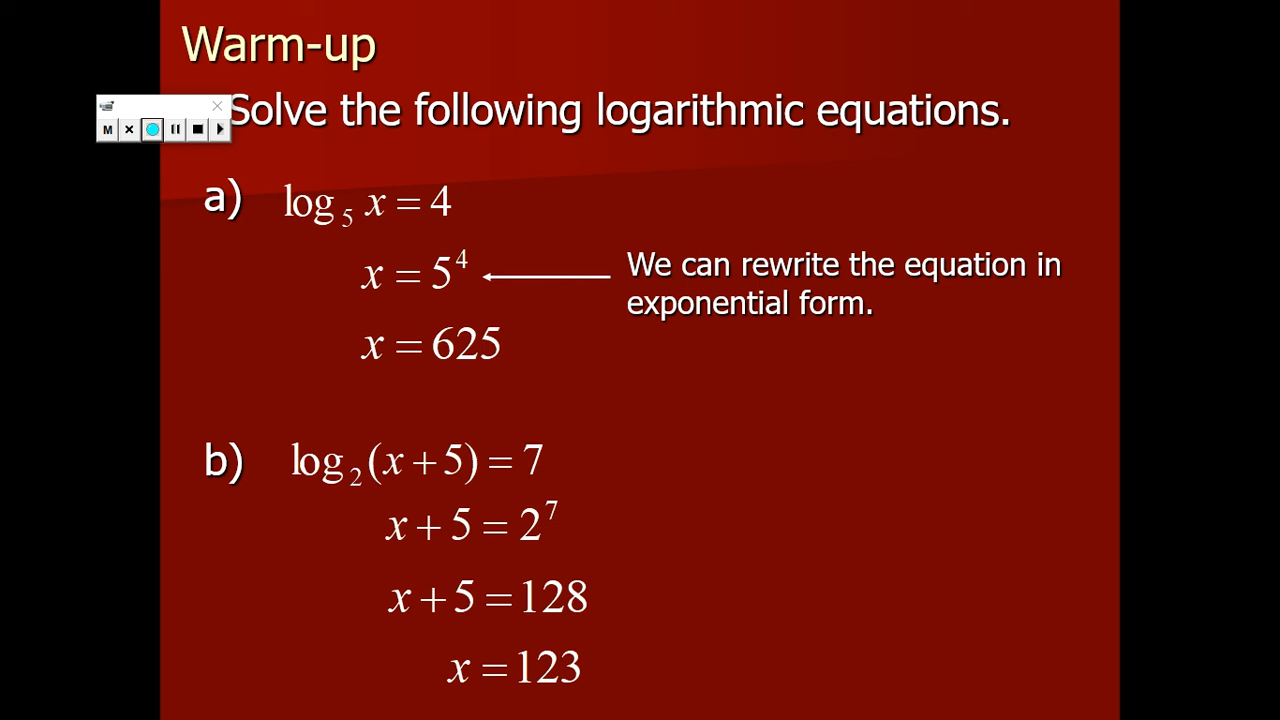 Warm-up
Solve the following logarithmic equations.
M
a) log₅ x = 4
x = 5⁴
We can rewrite the equation in
exponential form.
x = 625
b) log₂(x + 5) = 7
x + 5 = 2⁷
x + 5 = 128
x = 123